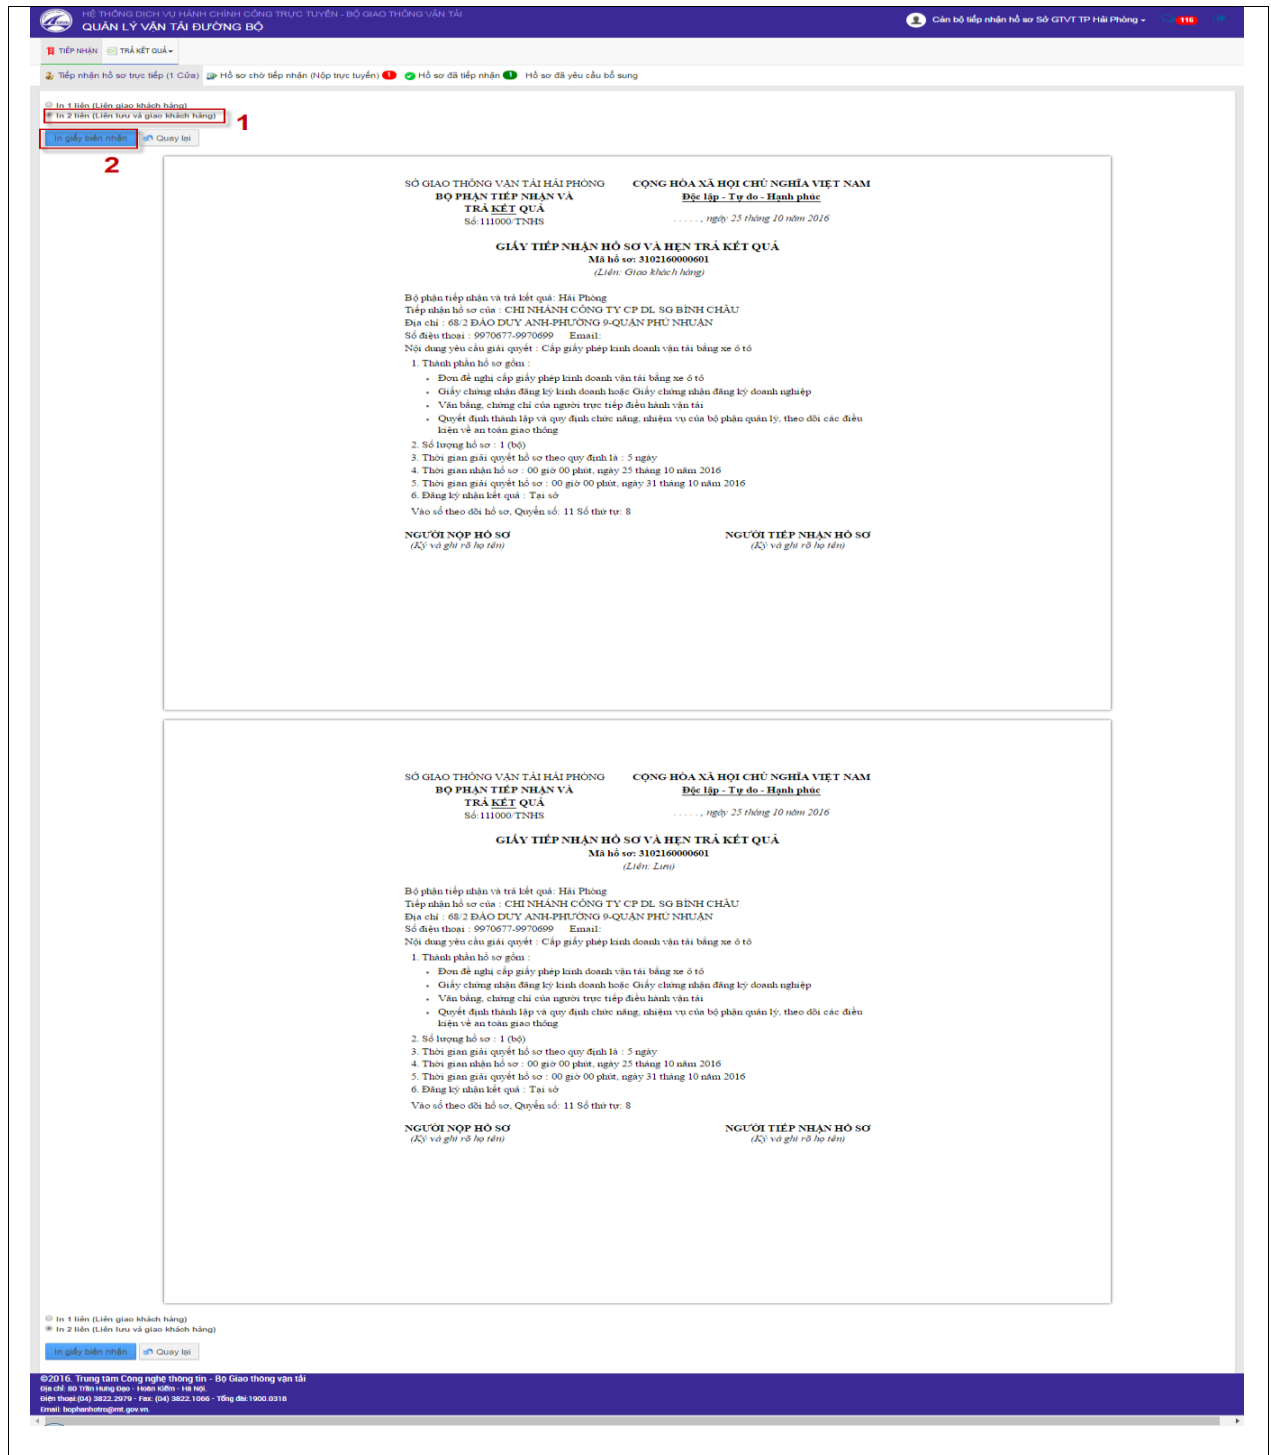 HỆ THỐNG DỊCH VỤ HÀNH CHÍNH CÔNG TRỰC TUYẾN - BỘ GIAO THÔNG VẬN TẢI
QUẢN LÝ VẬN TẢI ĐƯỜNG BỘ
Cán bộ tiếp nhận hồ sơ Sở GTVT TP Hải Phòng
116
TIẾP NHẬN TRẢ KẾT QUẢ
Tiếp nhận hồ sơ trực tiếp (1 Cửa) Hồ sơ chờ tiếp nhận (Nộp trực tuyến) 1 Hồ sơ đã tiếp nhận 1 Hồ sơ đã yêu cầu bổ sung
In 1 liên (Liên giao khách hàng)
In 2 liên (Liên lưu và giao khách hàng)
1
In giấy biên nhận Quay lại
2
SỞ GIAO THÔNG VẬN TẢI HẢI PHÒNG CỘNG HÒA XÃ HỘI CHỦ NGHĨA VIỆT NAM
BỘ PHẬN TIẾP NHẬN VÀ Độc lập - Tự do - Hạnh phúc
TRẢ KẾT QUẢ
Số: 111000/TNHS ....., ngày 25 tháng 10 năm 2016
GIẤY TIẾP NHẬN HỒ SƠ VÀ HẸN TRẢ KẾT QUẢ
Mã hồ sơ: 3102160000601
(Liên: Giao khách hàng)
Bộ phận tiếp nhận và trả kết quả: Hải Phòng
Tiếp nhận hồ sơ của : CHI NHÁNH CÔNG TY CP DL SG BÌNH CHÂU
Địa chỉ : 68/2 ĐÀO DUY ANH-PHƯỜNG 9-QUẬN PHÚ NHUẬN
Số điệu thoại : 9970677-9970699 Email:
Nội dung yêu cầu giải quyết : Cấp giấy phép kinh doanh vận tải bằng xe ô tô
1. Thành phần hồ sơ gồm :
• Đơn đề nghị cấp giấy phép kinh doanh vận tải bằng xe ô tô
• Giấy chứng nhận đăng ký kinh doanh hoặc Giấy chứng nhận đăng ký doanh nghiệp
• Văn bằng, chứng chỉ của người trực tiếp điều hành vận tải
• Quyết định thành lập và quy định chức năng, nhiệm vụ của bộ phận quản lý, theo dõi các điều
kiện về an toàn giao thông
2. Số lượng hồ sơ : 1 (bộ)
3. Thời gian giải quyết hồ sơ theo quy định là : 5 ngày
4. Thời gian nhận hồ sơ : 00 giờ 00 phút, ngày 25 tháng 10 năm 2016
5. Thời gian giải quyết hồ sơ : 00 giờ 00 phút, ngày 31 tháng 10 năm 2016
6. Đăng ký nhận kết quả : Tại sở
Vào sổ theo dõi hồ sơ, Quyển số: 11 Số thứ tự: 8
NGƯỜI NỘP HỒ SƠ NGƯỜI TIẾP NHẬN HỒ SƠ
(Ký và ghi rõ họ tên) (Ký và ghi rõ họ tên)
SỞ GIAO THÔNG VẬN TẢI HẢI PHÒNG CỘNG HÒA XÃ HỘI CHỦ NGHĨA VIỆT NAM
BỘ PHẬN TIẾP NHẬN VÀ Độc lập - Tự do - Hạnh phúc
TRẢ KẾT QUẢ
Số: 111000/TNHS ....., ngày 25 tháng 10 năm 2016
GIẤY TIẾP NHẬN HỒ SƠ VÀ HẸN TRẢ KẾT QUẢ
Mã hồ sơ: 3102160000601
(Liên: Lưu)
Bộ phận tiếp nhận và trả kết quả: Hải Phòng
Tiếp nhận hồ sơ của : CHI NHÁNH CÔNG TY CP DL SG BÌNH CHÂU
Địa chỉ : 68/2 ĐÀO DUY ANH-PHƯỜNG 9-QUẬN PHÚ NHUẬN
Số điệu thoại : 9970677-9970699 Email:
Nội dung yêu cầu giải quyết : Cấp giấy phép kinh doanh vận tải bằng xe ô tô
1. Thành phần hồ sơ gồm :
• Đơn đề nghị cấp giấy phép kinh doanh vận tải bằng xe ô tô
• Giấy chứng nhận đăng ký kinh doanh hoặc Giấy chứng nhận đăng ký doanh nghiệp
• Văn bằng, chứng chỉ của người trực tiếp điều hành vận tải
• Quyết định thành lập và quy định chức năng, nhiệm vụ của bộ phận quản lý, theo dõi các điều
kiện về an toàn giao thông
2. Số lượng hồ sơ : 1 (bộ)
3. Thời gian giải quyết hồ sơ theo quy định là : 5 ngày
4. Thời gian nhận hồ sơ : 00 giờ 00 phút, ngày 25 tháng 10 năm 2016
5. Thời gian giải quyết hồ sơ : 00 giờ 00 phút, ngày 31 tháng 10 năm 2016
6. Đăng ký nhận kết quả : Tại sở
Vào sổ theo dõi hồ sơ, Quyển số: 11 Số thứ tự: 8
NGƯỜI NỘP HỒ SƠ NGƯỜI TIẾP NHẬN HỒ SƠ
(Ký và ghi rõ họ tên) (Ký và ghi rõ họ tên)
In 1 liên (Liên giao khách hàng)
In 2 liên (Liên lưu và giao khách hàng)
In giấy biên nhận Quay lại
©2016. Trung tâm Công nghệ thông tin - Bộ Giao thông vận tải
Địa chỉ: 80 Trần Hưng Đạo - Hoàn Kiếm - Hà Nội.
Điện thoại:(04) 3822.2979 - Fax: (04) 3822.1066 - Tổng đài:1900.0318
Email: bophanhotro@mt.gov.vn.